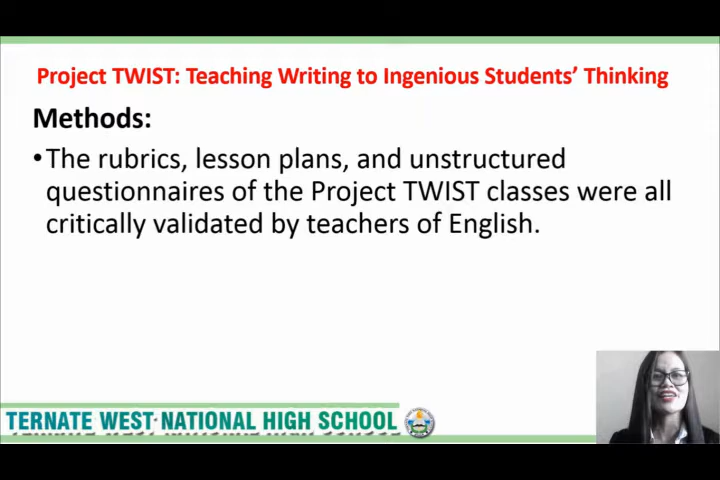 Project TWIST: Teaching Writing to Ingenious Students’ Thinking
Methods:
•The rubrics, lesson plans, and unstructured
questionnaires of the Project TWIST classes were all
critically validated by teachers of English.
TERNATE WEST NATIONAL HIGH SCHOOL